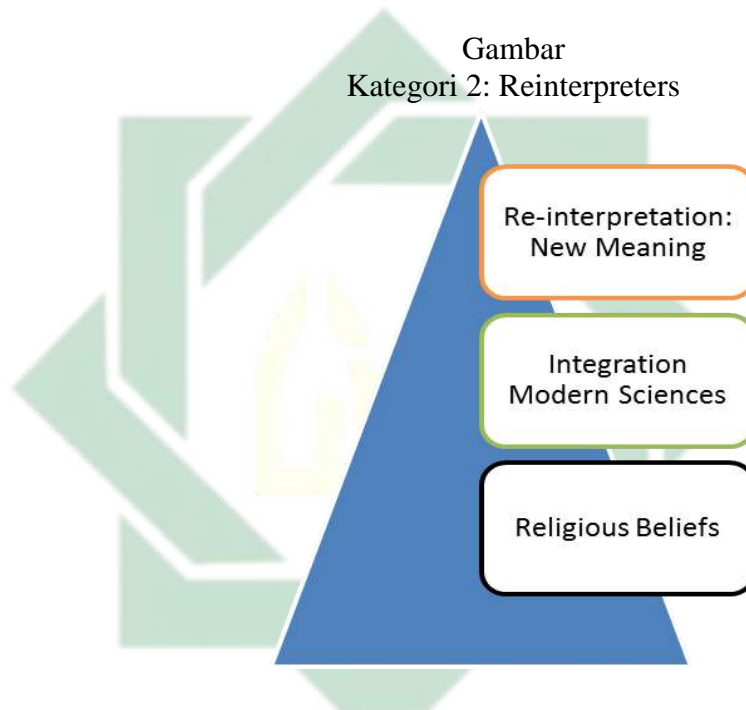 Gambar
Kategori 2: Reinterpreters
Re-interpretation:
New Meaning
Integration
Modern Sciences
Religious Beliefs